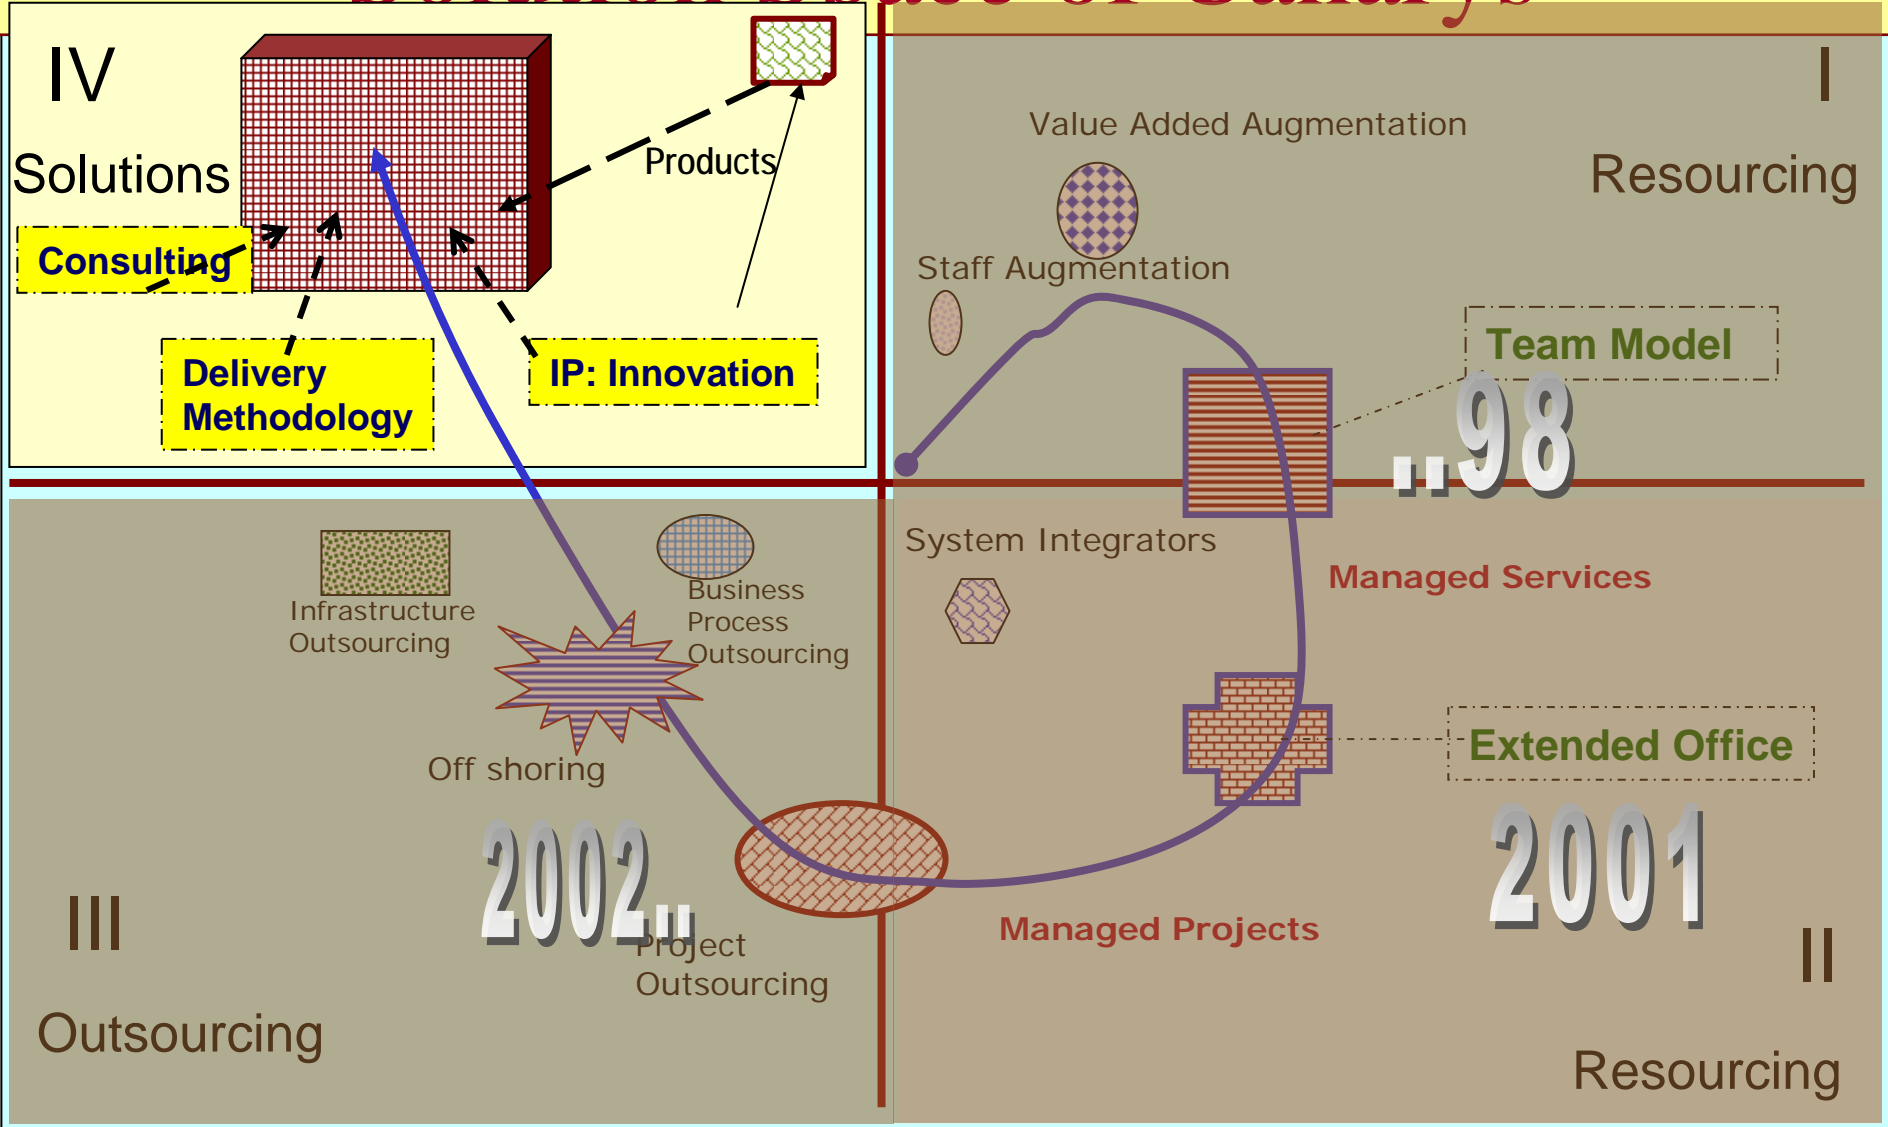 of Canarys
IV
Solutions
Products
Consulting
Delivery
Methodology
IP: Innovation
I
Resourcing
Value Added Augmentation
Staff Augmentation
Team Model
..98
System Integrators
Managed Services
Extended Office
2001
Managed Projects
II
Resourcing
Infrastructure
Outsourcing
Business
Process
Outsourcing
Off shoring
2002..
Project
Outsourcing
III
Outsourcing